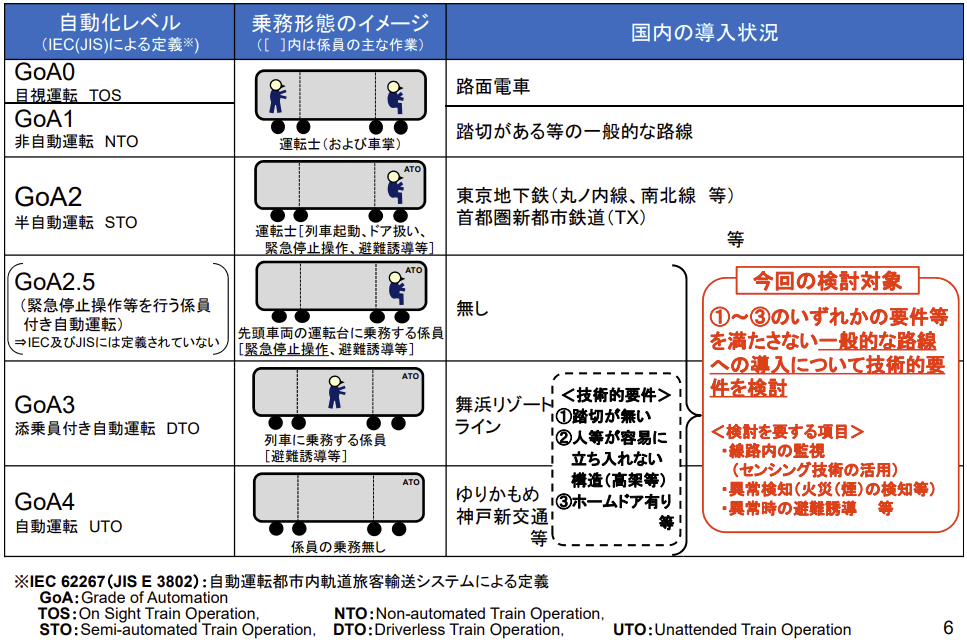 自動化レベル
(IEC(JIS)による定義※)
乗務形態のイメージ
([　]内は係員の主な作業)
国内の導入状況
GoA0
目視運転　TOS
路面電車
GoA1
非自動運転　NTO
運転士（および車掌）
踏切がある等の一般的な路線
GoA2
半自動運転　STO
ATO
運転士[列車起動、ドア扱い、
緊急停止操作、避難誘導等]
東京地下鉄（丸ノ内線、南北線　等）
首都圏新都市鉄道（TX）
等
GoA2.5
（緊急停止操作等を行う係員
付き自動運転）
⇒IEC及びJISには定義されていない
ATO
先頭車両の運転台に乗務する係員
[緊急停止操作、避難誘導等]
無し
GoA3
添乗員付き自動運転　DTO
ATO
列車に乗務する係員
[避難誘導等]
舞浜リゾート
ライン
GoA4
自動運転　UTO
ATO
係員の乗務無し
ゆりかもめ
神戸新交通
等
＜技術的要件＞
①踏切が無い
②人等が容易に
立ち入れない
構造（高架等）
③ホームドア有り
等
今回の検討対象
①～③のいずれかの要件等
を満たさない一般的な路線
への導入について技術的要
件を検討
＜検討を要する項目＞
・線路内の監視
（センシング技術の活用）
・異常検知（火災（煙）の検知等）
・異常時の避難誘導　等
※IEC 62267（JIS E 3802）：自動運転都市内軌道旅客輸送システムによる定義
GoA：Grade of Automation
TOS：On Sight Train Operation,　NTO：Non-automated Train Operation,
STO：Semi-automated Train Operation,　DTO：Driverless Train Operation,　UTO：Unattended Train Operation
6